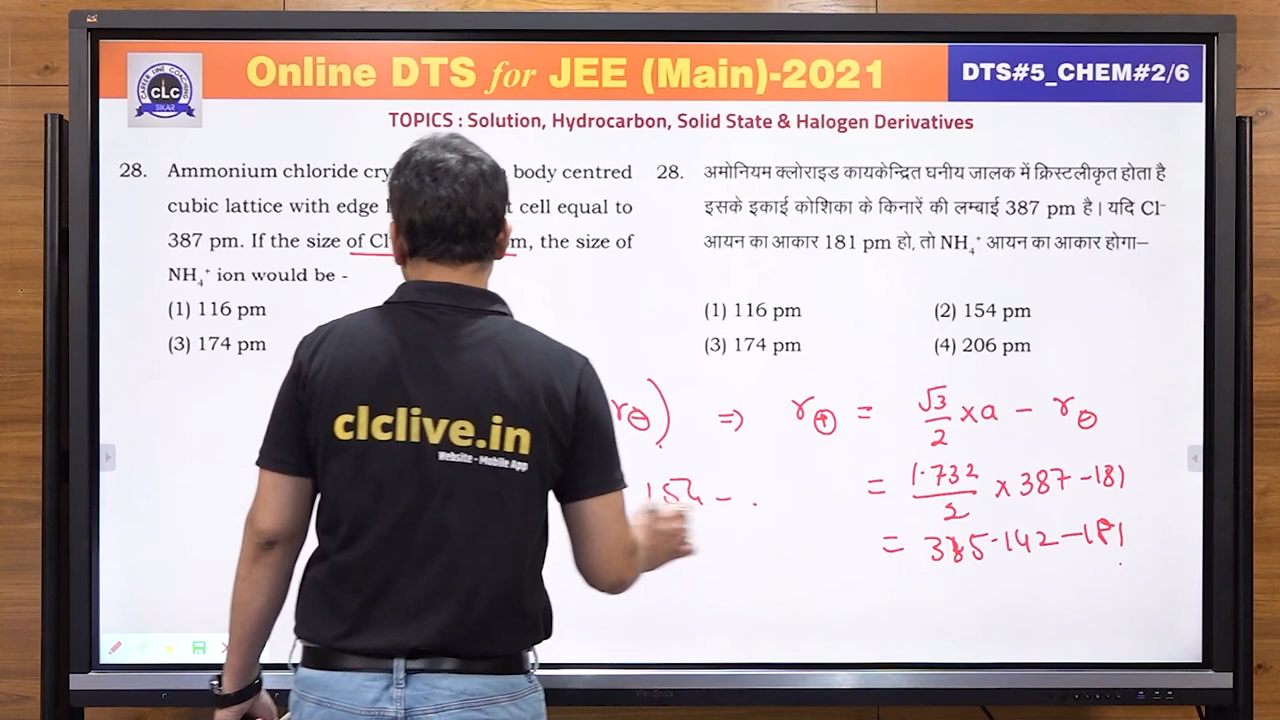 Online DTS for JEE (Main)-2021
DTS#5_CHEM#2/6
CLC
SIKAR
TOPICS : Solution, Hydrocarbon, Solid State & Halogen Derivatives
28. Ammonium chloride body centred
cubic lattice with edge cell equal to
387 pm. If the size of Cl the size of
NH₄⁺ ion would be -
(1) 116 pm
(3) 174 pm
28. अमोनियम क्लोराइड कायकेन्द्रित घनीय जालक में क्रिस्टलीकृत होता है
इसके इकाई कोशिका के किनारें की लम्बाई 387 pm है। यदि Cl⁻
आयन का आकार 181 pm हो, तो NH₄⁺ आयन का आकार होगा–
(1) 116 pm (2) 154 pm
(3) 174 pm (4) 206 pm
r⊖) ⇒ r⊕ = √3/2 × a − r⊖
= 1.732/2 × 387 − 181
154
= 335.142 − 181
clclive.in
Website - Mobile App
ViewSonic